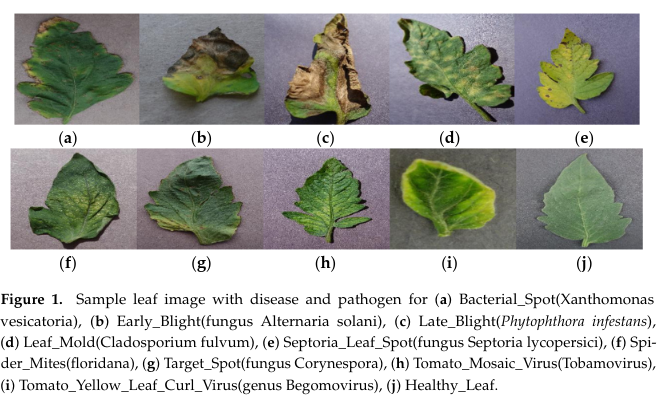 (a) (b) (c) (d) (e)
(f) (g) (h) (i) (j)
Figure 1. Sample leaf image with disease and pathogen for (a) Bacterial_Spot(Xanthomonas
vesicatoria), (b) Early_Blight(fungus Alternaria solani), (c) Late_Blight(Phytophthora infestans),
(d) Leaf_Mold(Cladosporium fulvum), (e) Septoria_Leaf_Spot(fungus Septoria lycopersici), (f) Spi-
der_Mites(floridana), (g) Target_Spot(fungus Corynespora), (h) Tomato_Mosaic_Virus(Tobamovirus),
(i) Tomato_Yellow_Leaf_Curl_Virus(genus Begomovirus), (j) Healthy_Leaf.